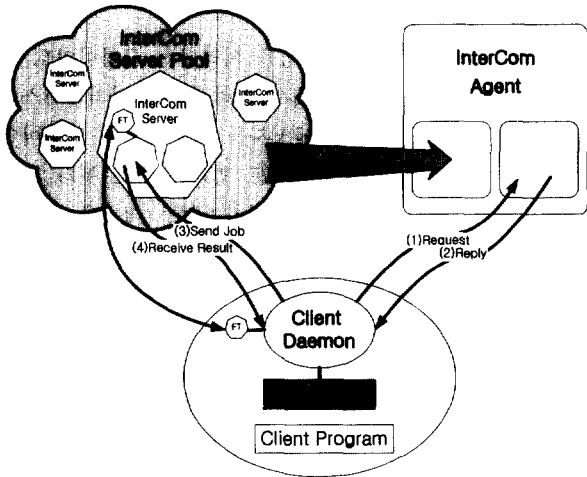 InterCom
Server Pool
InterCom
Server
InterCom
Server
InterCom
Server
InterCom
Server
FT
InterCom
Agent
(3)Send Job
(4)Receive Result
(1)Request
(2)Reply
FT
Client
Daemon
Client Program